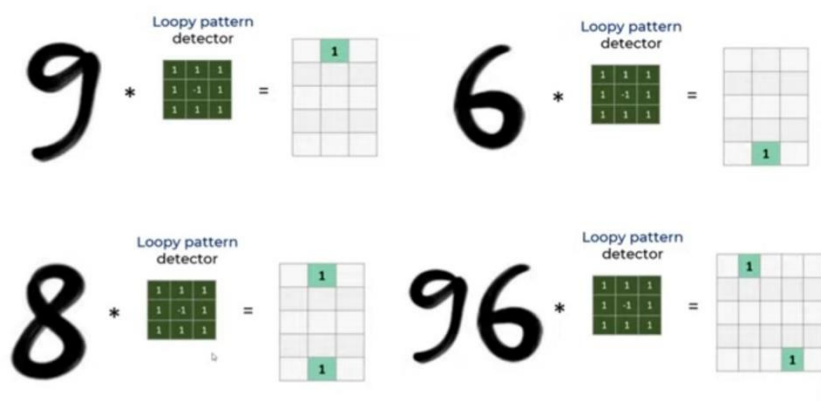 Loopy pattern
detector
9 * = 
1 1 1
1 -1 1
1 1 1
1
Loopy pattern
detector
6 * =
1 1 1
1 -1 1
1 1 1
1
Loopy pattern
detector
8 * =
1 1 1
1 -1 1
1 1 1
1
1
Loopy pattern
detector
96 * =
1 1 1
1 -1 1
1 1 1
1
1